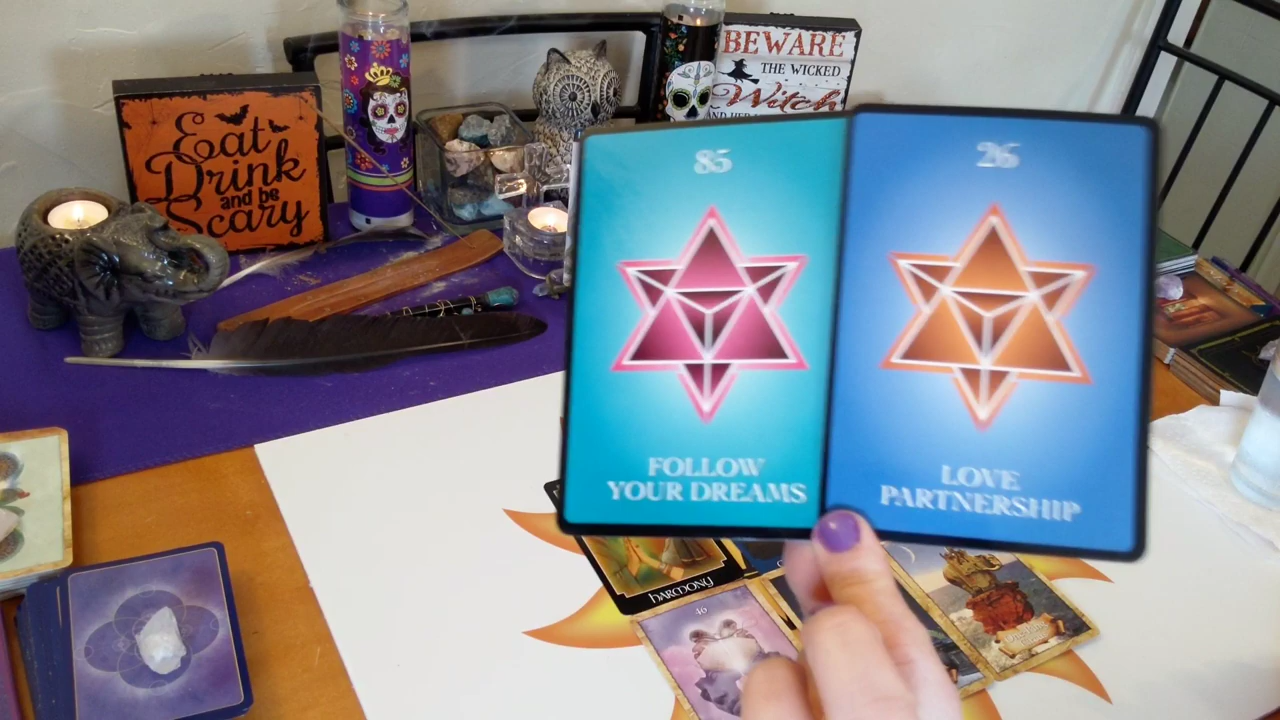 Eat
Drink
and be
Scary
BEWARE
THE WICKED
Witch
85
FOLLOW
YOUR DREAMS
26
LOVE
PARTNERSHIP
HARMONY
46